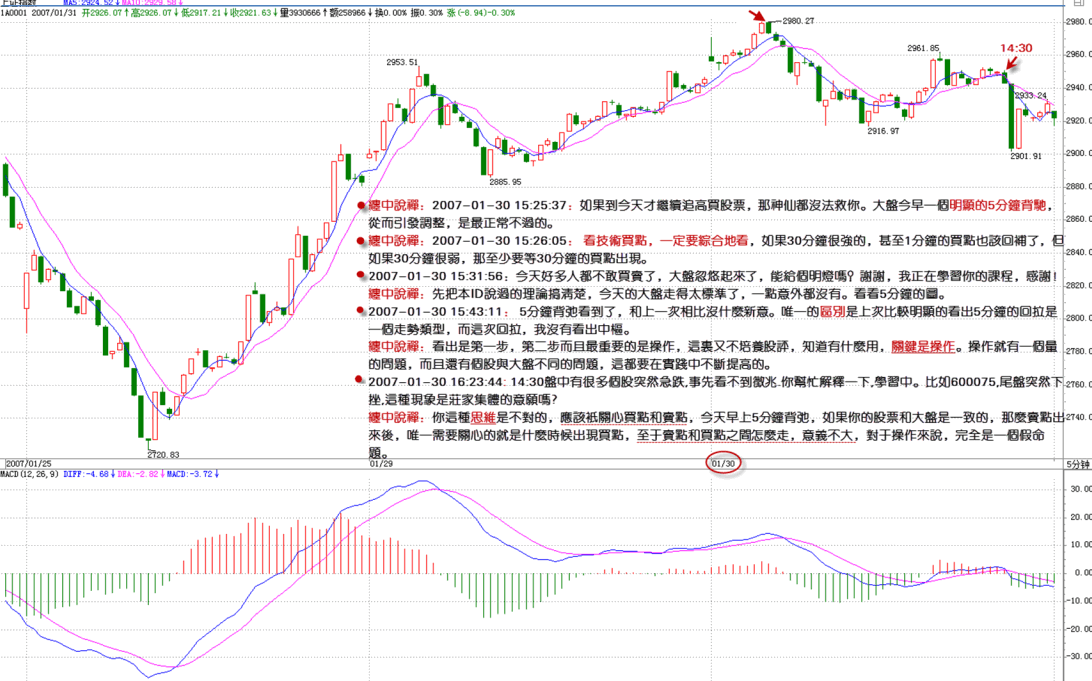 上证指数 MA5:2924.52↓ MA10:2929.58↓
1A0001 2007/01/31 开2926.07↑高2926.07↓低2917.21↓收2921.63↓量3930666↑额258966↓换0.00% 振0.30% 涨(-8.94)-0.30%
2980.27
2980.0
2961.85
14:30
2960.0
2953.51
2940.0
2933.24
2920.0
2916.97
2901.91
2900.0
2885.95
2880.0
纏中說禪：2007-01-30 15:25:37：如果到今天才繼續追高買股票，那神仙都沒法救你。大盤今早一個明顯的5分鐘背馳，
2860.0
從而引發調整，是最正常不過的。
纏中說禪：2007-01-30 15:26:05： 看技術買點，一定要綜合地看，如果30分鐘很強的，甚至1分鐘的買點也該回補了，但
2840.0
如果30分鐘很弱，那至少要等30分鐘的買點出現。
2007-01-30 15:31:56：今天好多人都不敢買賣了，大盤忽悠起來了，能給個明燈嗎？謝謝，我正在學習你的課程，感謝！
2820.0
纏中說禪：先把本ID說過的理論搞清楚，今天的大盤走得太標準了，一點意外都沒有。看看5分鐘的圖。
2007-01-30 15:43:11： 5分鐘背弛看到了，和上一次相比沒什麼新意。唯一的區別是上次比較明顯的看出5分鐘的回拉是
2800.0
一個走勢類型，而這次回拉，我沒有看出中樞。
纏中說禪：看出是第一步，第二步而且最重要的是操作，這裏又不培養股評，知道有什麼用，關鍵是操作。操作就有一個量
2780.0
的問題，而且還有個股與大盤不同的問題，這都要在實踐中不斷提高的。
2007-01-30 16:23:44: 14:30盤中有很多個股突然急跌,事先看不到徵兆.你幫忙解釋一下,學習中。比如600075,尾盤突然下
2760.0
挫,這種現象是莊家集體的意願嗎?
纏中說禪：你這種思維是不對的，應該衹關心買點和賣點，今天早上5分鐘背弛，如果你的股票和大盤是一致的，那麼賣點出
2740.0
來後，唯一需要關心的就是什麼時候出現買點，至于賣點和買點之間怎麼走，意義不大，對于操作來說，完全是一個假命
題。
2720.83
2007/01/25 01/29 01/30 5分钟
MACD(12,26,9) DIFF:-4.68↓ DEA:-2.82↓ MACD:-3.72↓
30.00
20.00
10.00
0.00
-10.00
-20.00
-30.00